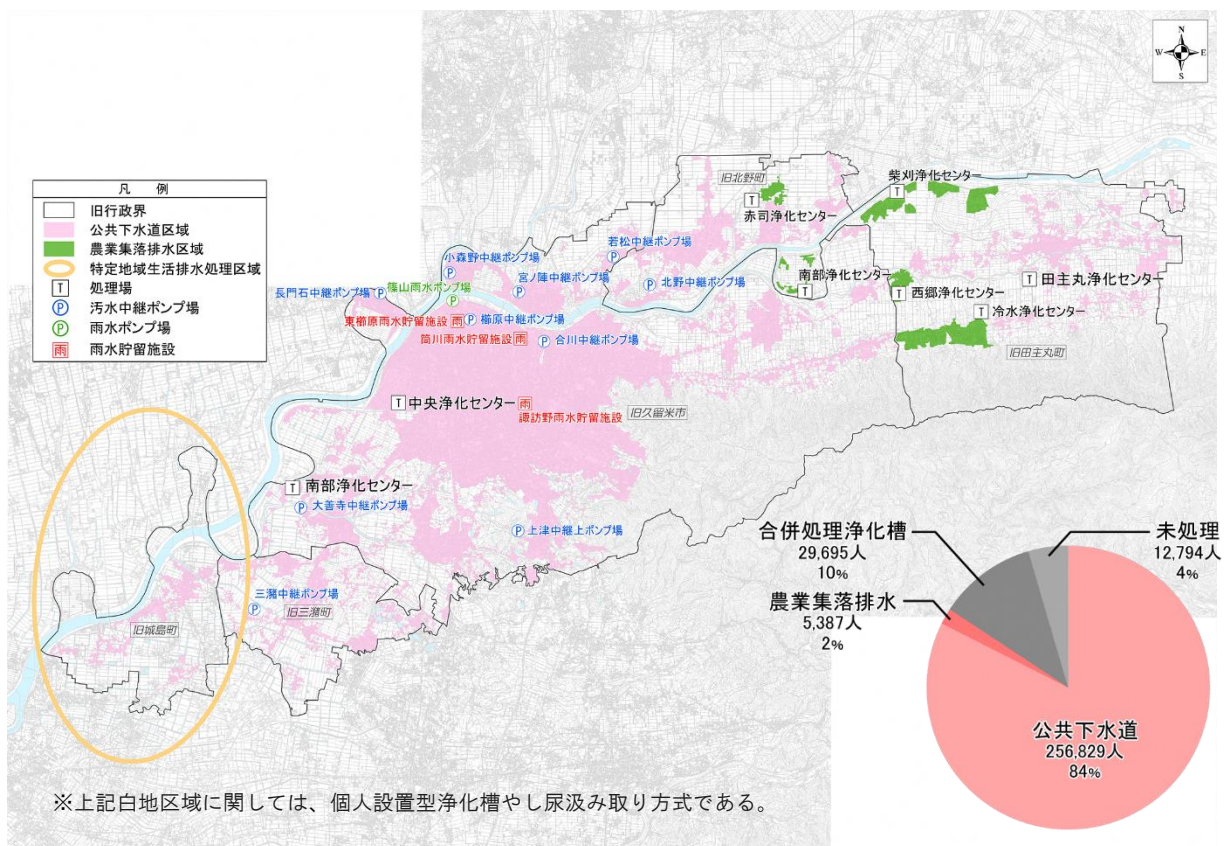 N
W E
S
凡 例
旧行政界
公共下水道区域
農業集落排水区域
特定地域生活排水処理区域
T 処理場
P 汚水中継ポンプ場
P 雨水ポンプ場
雨 雨水貯留施設
旧北野町
柴刈浄化センター
T
T
赤司浄化センター
若松中継ポンプ場
P
小森野中継ポンプ場
P
宮ノ陣中継ポンプ場
P
P 北野中継ポンプ場
南部浄化センター
T
T 田主丸浄化センター
長門石中継ポンプ場 P
篠山雨水ポンプ場
P
T
西郷浄化センター
T
冷水浄化センター
東櫛原雨水貯留施設 雨
P 櫛原中継ポンプ場
筒川雨水貯留施設 雨
P
合川中継ポンプ場
旧田主丸町
T 中央浄化センター
雨
諏訪野雨水貯留施設
旧久留米市
T 南部浄化センター
P 大善寺中継ポンプ場
P 上津中継上ポンプ場
三潴中継ポンプ場
P
旧三潴町
旧城島町
合併処理浄化槽
29,695人
10%
未処理
12,794人
4%
農業集落排水
5,387人
2%
公共下水道
256,829人
84%
※上記白地区域に関しては、個人設置型浄化槽やし尿汲み取り方式である。